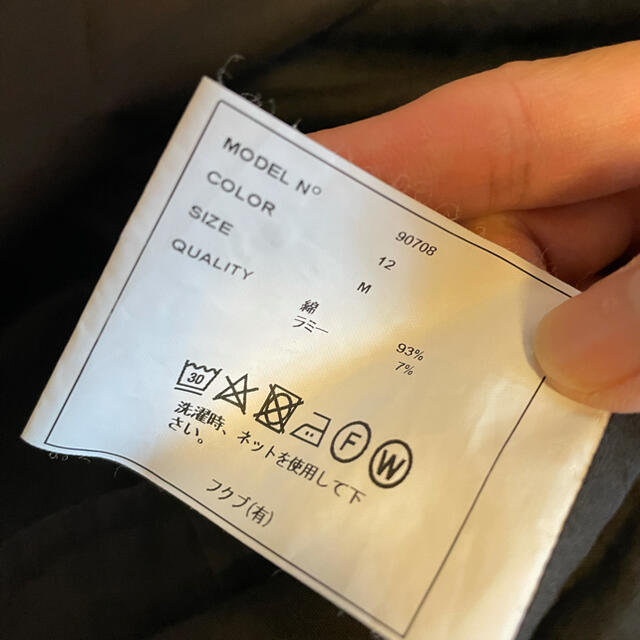 MODEL Nº 90708
COLOR 12
SIZE M
QUALITY
綿 93%
ラミー 7%
30 F W
洗濯時、ネットを使用して下
さい。
フクブ(有)